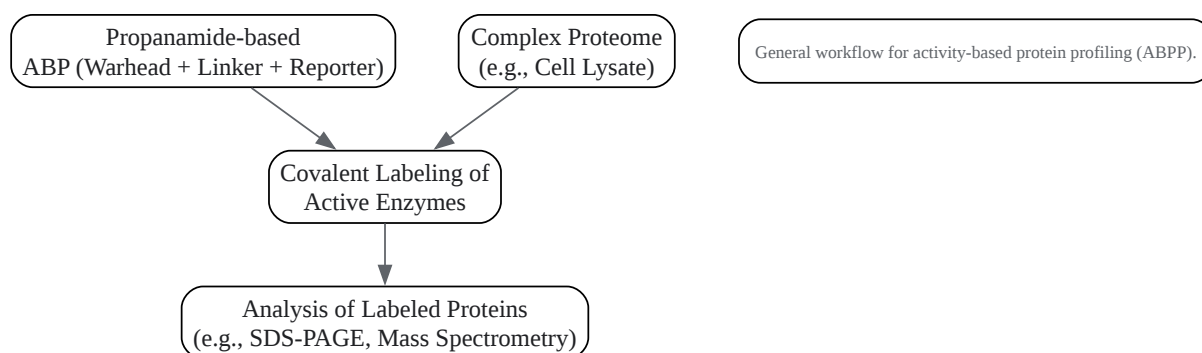 Propanamide-based
ABP (Warhead + Linker + Reporter)
Complex Proteome
(e.g., Cell Lysate)
General workflow for activity-based protein profiling (ABPP).
Covalent Labeling of
Active Enzymes
Analysis of Labeled Proteins
(e.g., SDS-PAGE, Mass Spectrometry)